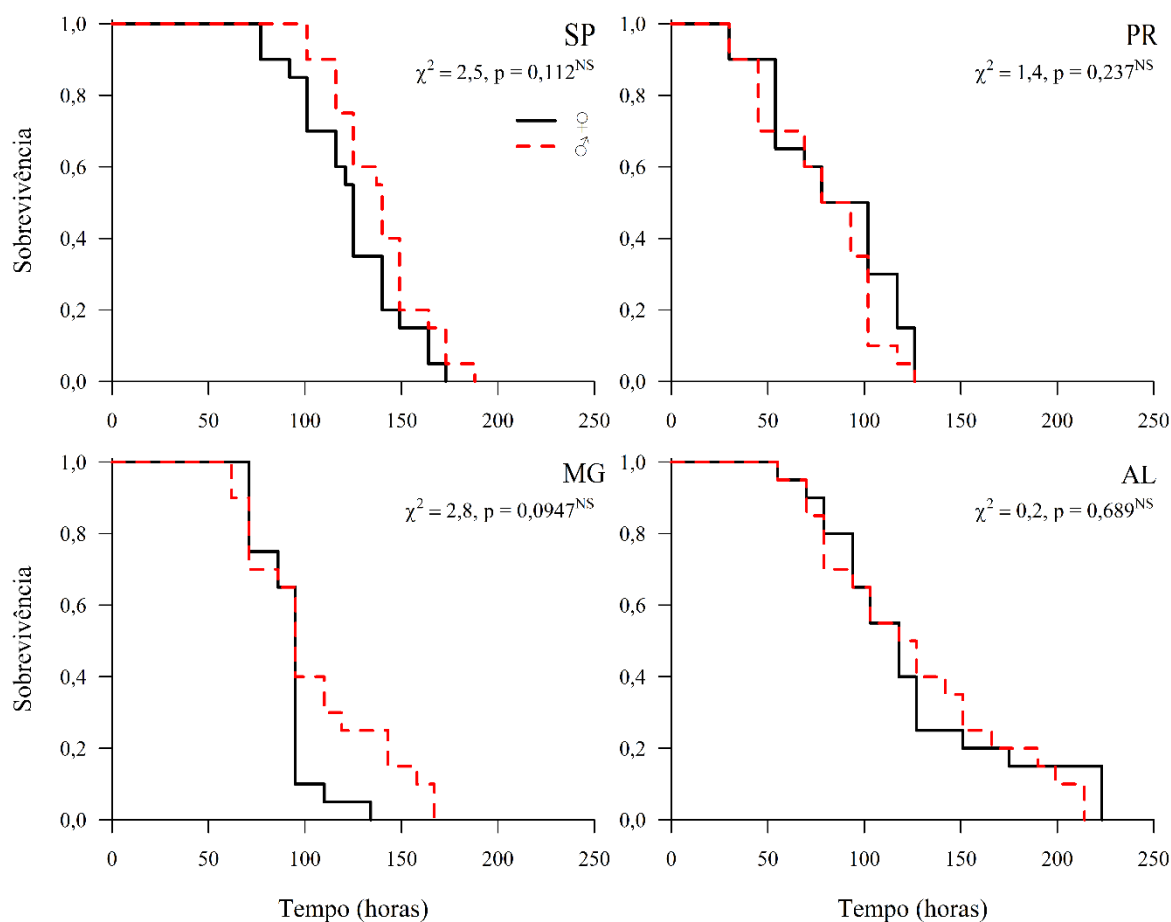 1,0
0,8
0,6
0,4
0,2
0,0
Sobrevivência
SP
χ² = 2,5, p = 0,112^NS
♀
♂
0 50 100 150 200 250
1,0
0,8
0,6
0,4
0,2
0,0
PR
χ² = 1,4, p = 0,237^NS
0 50 100 150 200 250
1,0
0,8
0,6
0,4
0,2
0,0
Sobrevivência
MG
χ² = 2,8, p = 0,0947^NS
0 50 100 150 200 250
Tempo (horas)
1,0
0,8
0,6
0,4
0,2
0,0
AL
χ² = 0,2, p = 0,689^NS
0 50 100 150 200 250
Tempo (horas)